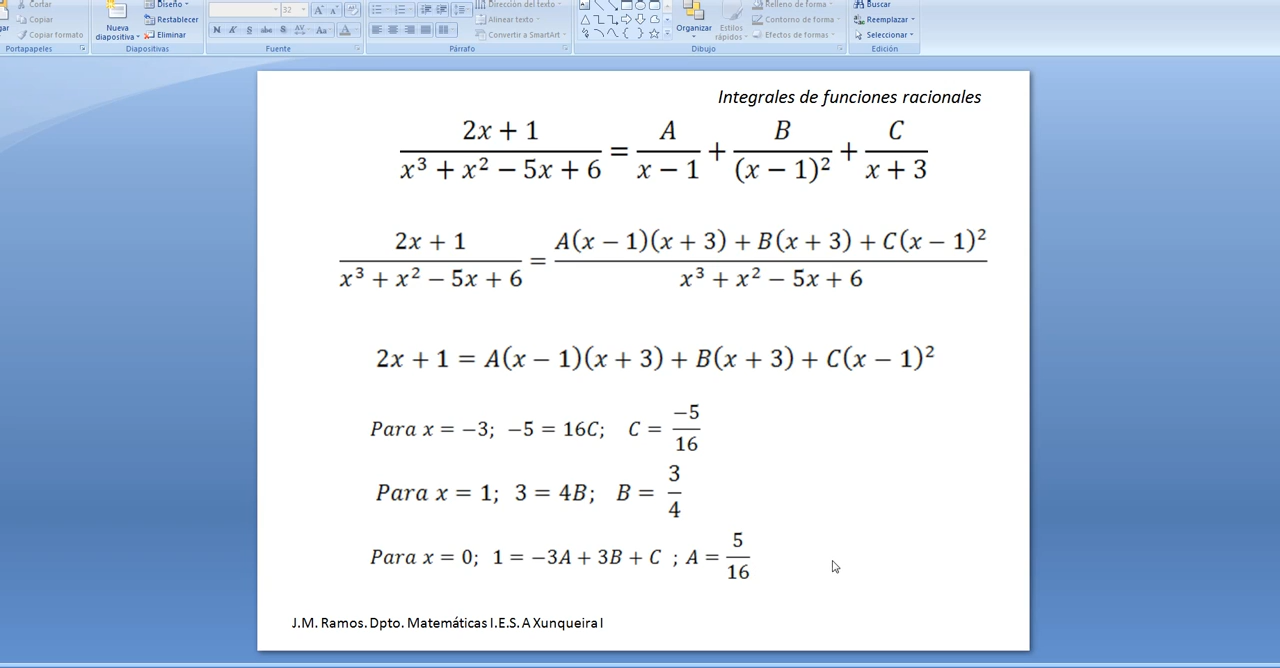 Cortar
Copiar
Copiar formato
Portapapeles
Nueva
diapositiva
Diseño
Restablecer
Eliminar
Diapositivas
32
N K S abe S AV Aa A
Fuente
Dirección del texto
Alinear texto
Convertir a SmartArt
Párrafo
Organizar
Estilos
rápidos
Relleno de forma
Contorno de forma
Efectos de formas
Dibujo
Buscar
Reemplazar
Seleccionar
Edición
Integrales de funciones racionales
(2x + 1)/(x³ + x² − 5x + 6) = A/(x − 1) + B/(x − 1)² + C/(x + 3)
(2x + 1)/(x³ + x² − 5x + 6) = (A(x − 1)(x + 3) + B(x + 3) + C(x − 1)²)/(x³ + x² − 5x + 6)
2x + 1 = A(x − 1)(x + 3) + B(x + 3) + C(x − 1)²
Para x = −3; −5 = 16C; C = −5/16
Para x = 1; 3 = 4B; B = 3/4
Para x = 0; 1 = −3A + 3B + C ; A = 5/16
J.M. Ramos. Dpto. Matemáticas I.E.S. A Xunqueira I